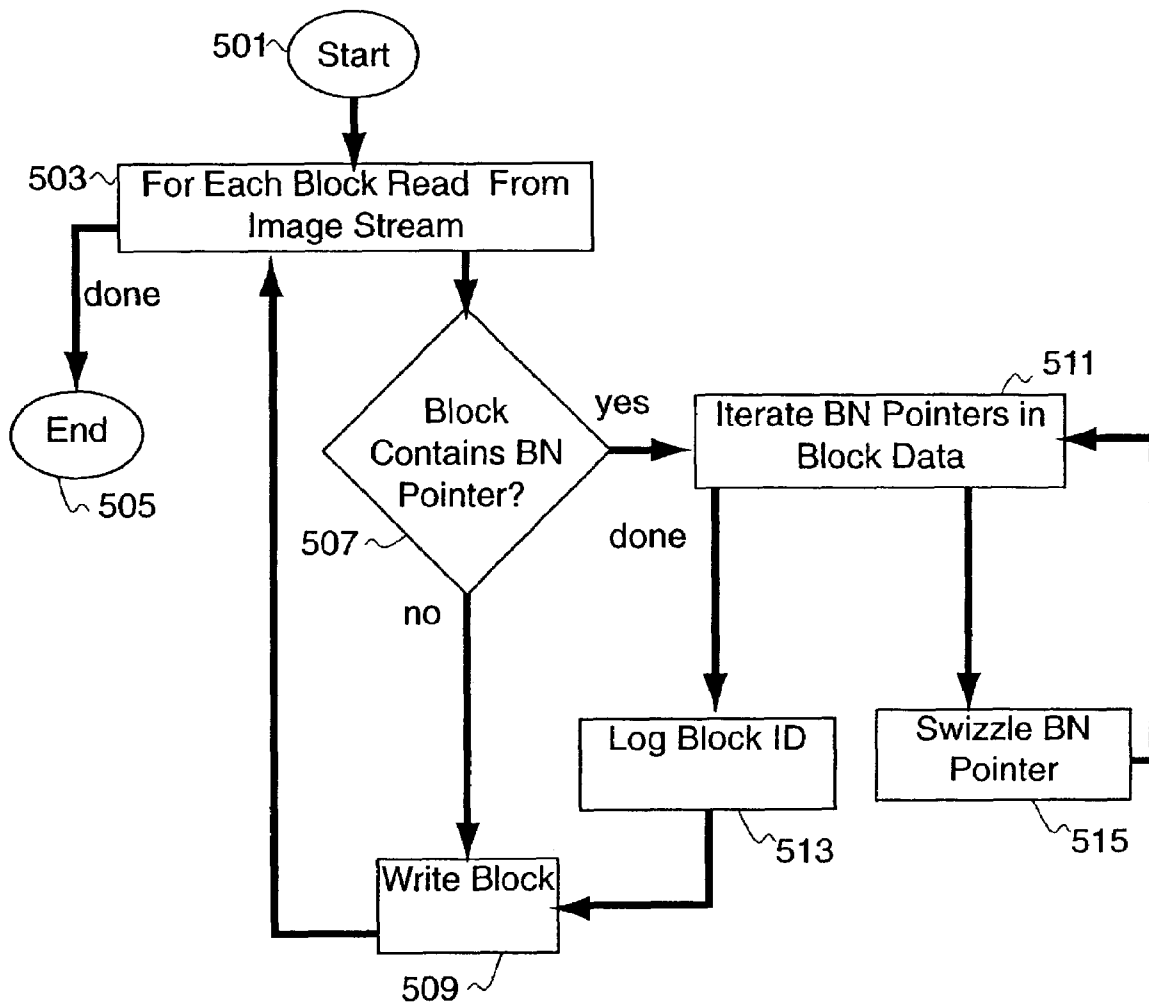 501
Start
503
For Each Block Read From
Image Stream
done
End
505
Block
Contains BN
Pointer?
507
yes
no
511
Iterate BN Pointers in
Block Data
done
Log Block ID
513
Swizzle BN
Pointer
515
Write Block
509